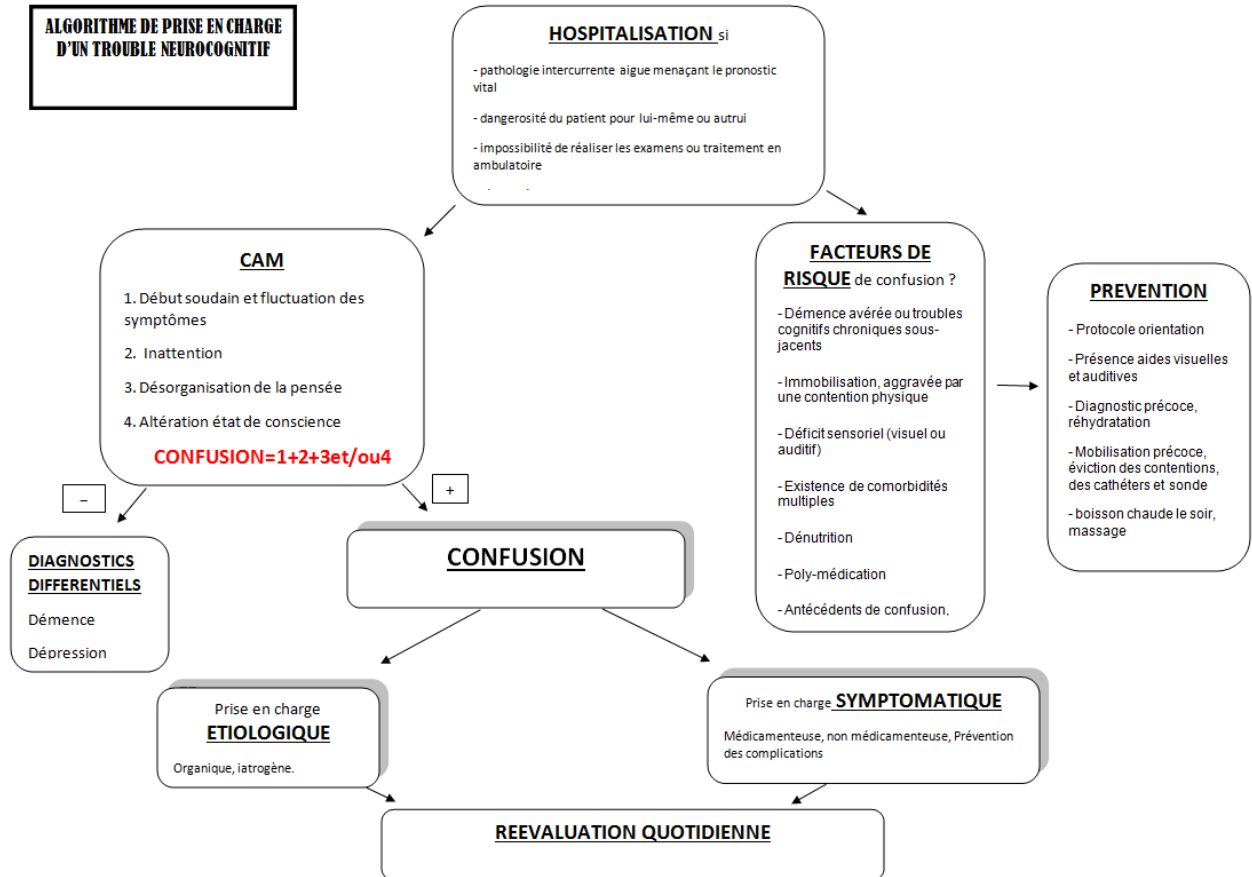 ALGORITHME DE PRISE EN CHARGE
D'UN TROUBLE NEUROCOGNITIF
HOSPITALISATION si
- pathologie intercurrente aigue menaçant le pronostic
vital
- dangerosité du patient pour lui-même ou autrui
- impossibilité de réaliser les examens ou traitement en
ambulatoire
CAM
1. Début soudain et fluctuation des
symptômes
2. Inattention
3. Désorganisation de la pensée
4. Altération état de conscience
CONFUSION=1+2+3et/ou4
FACTEURS DE
RISQUE de confusion ?
- Démence avérée ou troubles
cognitifs chroniques sous-
jacents
- Immobilisation, aggravée par
une contention physique
- Déficit sensoriel (visuel ou
auditif)
- Existence de comorbidités
multiples
- Dénutrition
- Poly-médication
- Antécédents de confusion.
PREVENTION
- Protocole orientation
- Présence aides visuelles
et auditives
- Diagnostic précoce,
réhydratation
- Mobilisation précoce,
éviction des contentions,
des cathéters et sonde
- boisson chaude le soir,
massage
–
+
DIAGNOSTICS
DIFFERENTIELS
Démence
Dépression
CONFUSION
Prise en charge
ETIOLOGIQUE
Organique, iatrogène.
Prise en charge SYMPTOMATIQUE
Médicamenteuse, non médicamenteuse, Prévention
des complications
REEVALUATION QUOTIDIENNE